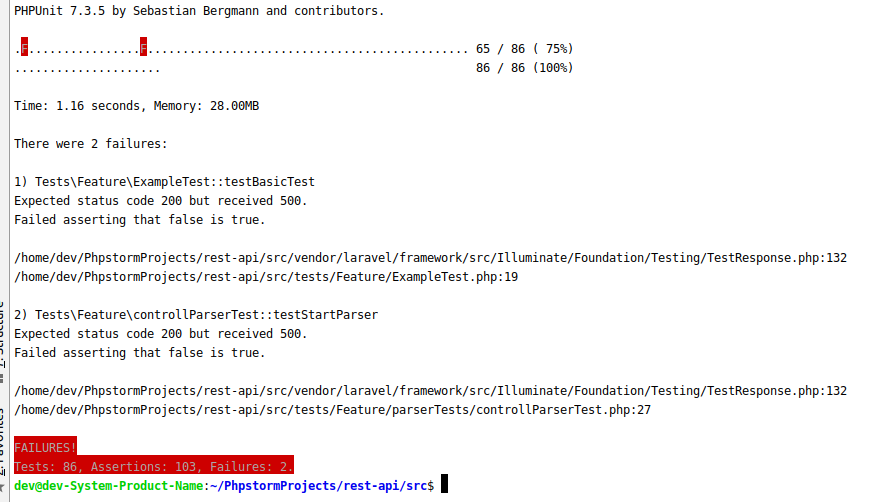 PHPUnit 7.3.5 by Sebastian Bergmann and contributors.
.F................F.............................................. 65 / 86 ( 75%)
..................... 86 / 86 (100%)
Time: 1.16 seconds, Memory: 28.00MB
There were 2 failures:
1) Tests\Feature\ExampleTest::testBasicTest
Expected status code 200 but received 500.
Failed asserting that false is true.
/home/dev/PhpstormProjects/rest-api/src/vendor/laravel/framework/src/Illuminate/Foundation/Testing/TestResponse.php:132
/home/dev/PhpstormProjects/rest-api/src/tests/Feature/ExampleTest.php:19
2) Tests\Feature\controllParserTest::testStartParser
Expected status code 200 but received 500.
Failed asserting that false is true.
/home/dev/PhpstormProjects/rest-api/src/vendor/laravel/framework/src/Illuminate/Foundation/Testing/TestResponse.php:132
/home/dev/PhpstormProjects/rest-api/src/tests/Feature/parserTests/controllParserTest.php:27
FAILURES!
Tests: 86, Assertions: 103, Failures: 2.
dev@dev-System-Product-Name:~/PhpstormProjects/rest-api/src$